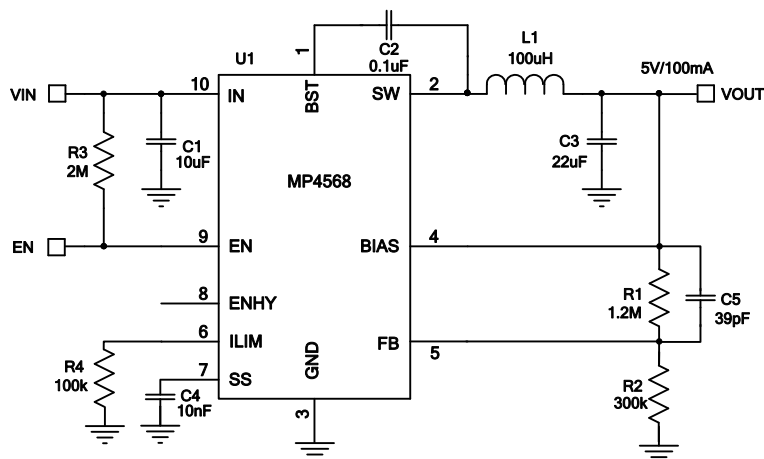 U1
1
C2
0.1uF
L1
100uH
5V/100mA
VIN
10
IN
BST
SW
2
VOUT
R3
2M
C1
10uF
C3
22uF
MP4568
EN
9
EN
BIAS
4
8
ENHY
R1
1.2M
C5
39pF
6
ILIM
FB
5
R4
100k
7
SS
GND
C4
10nF
R2
300k
3